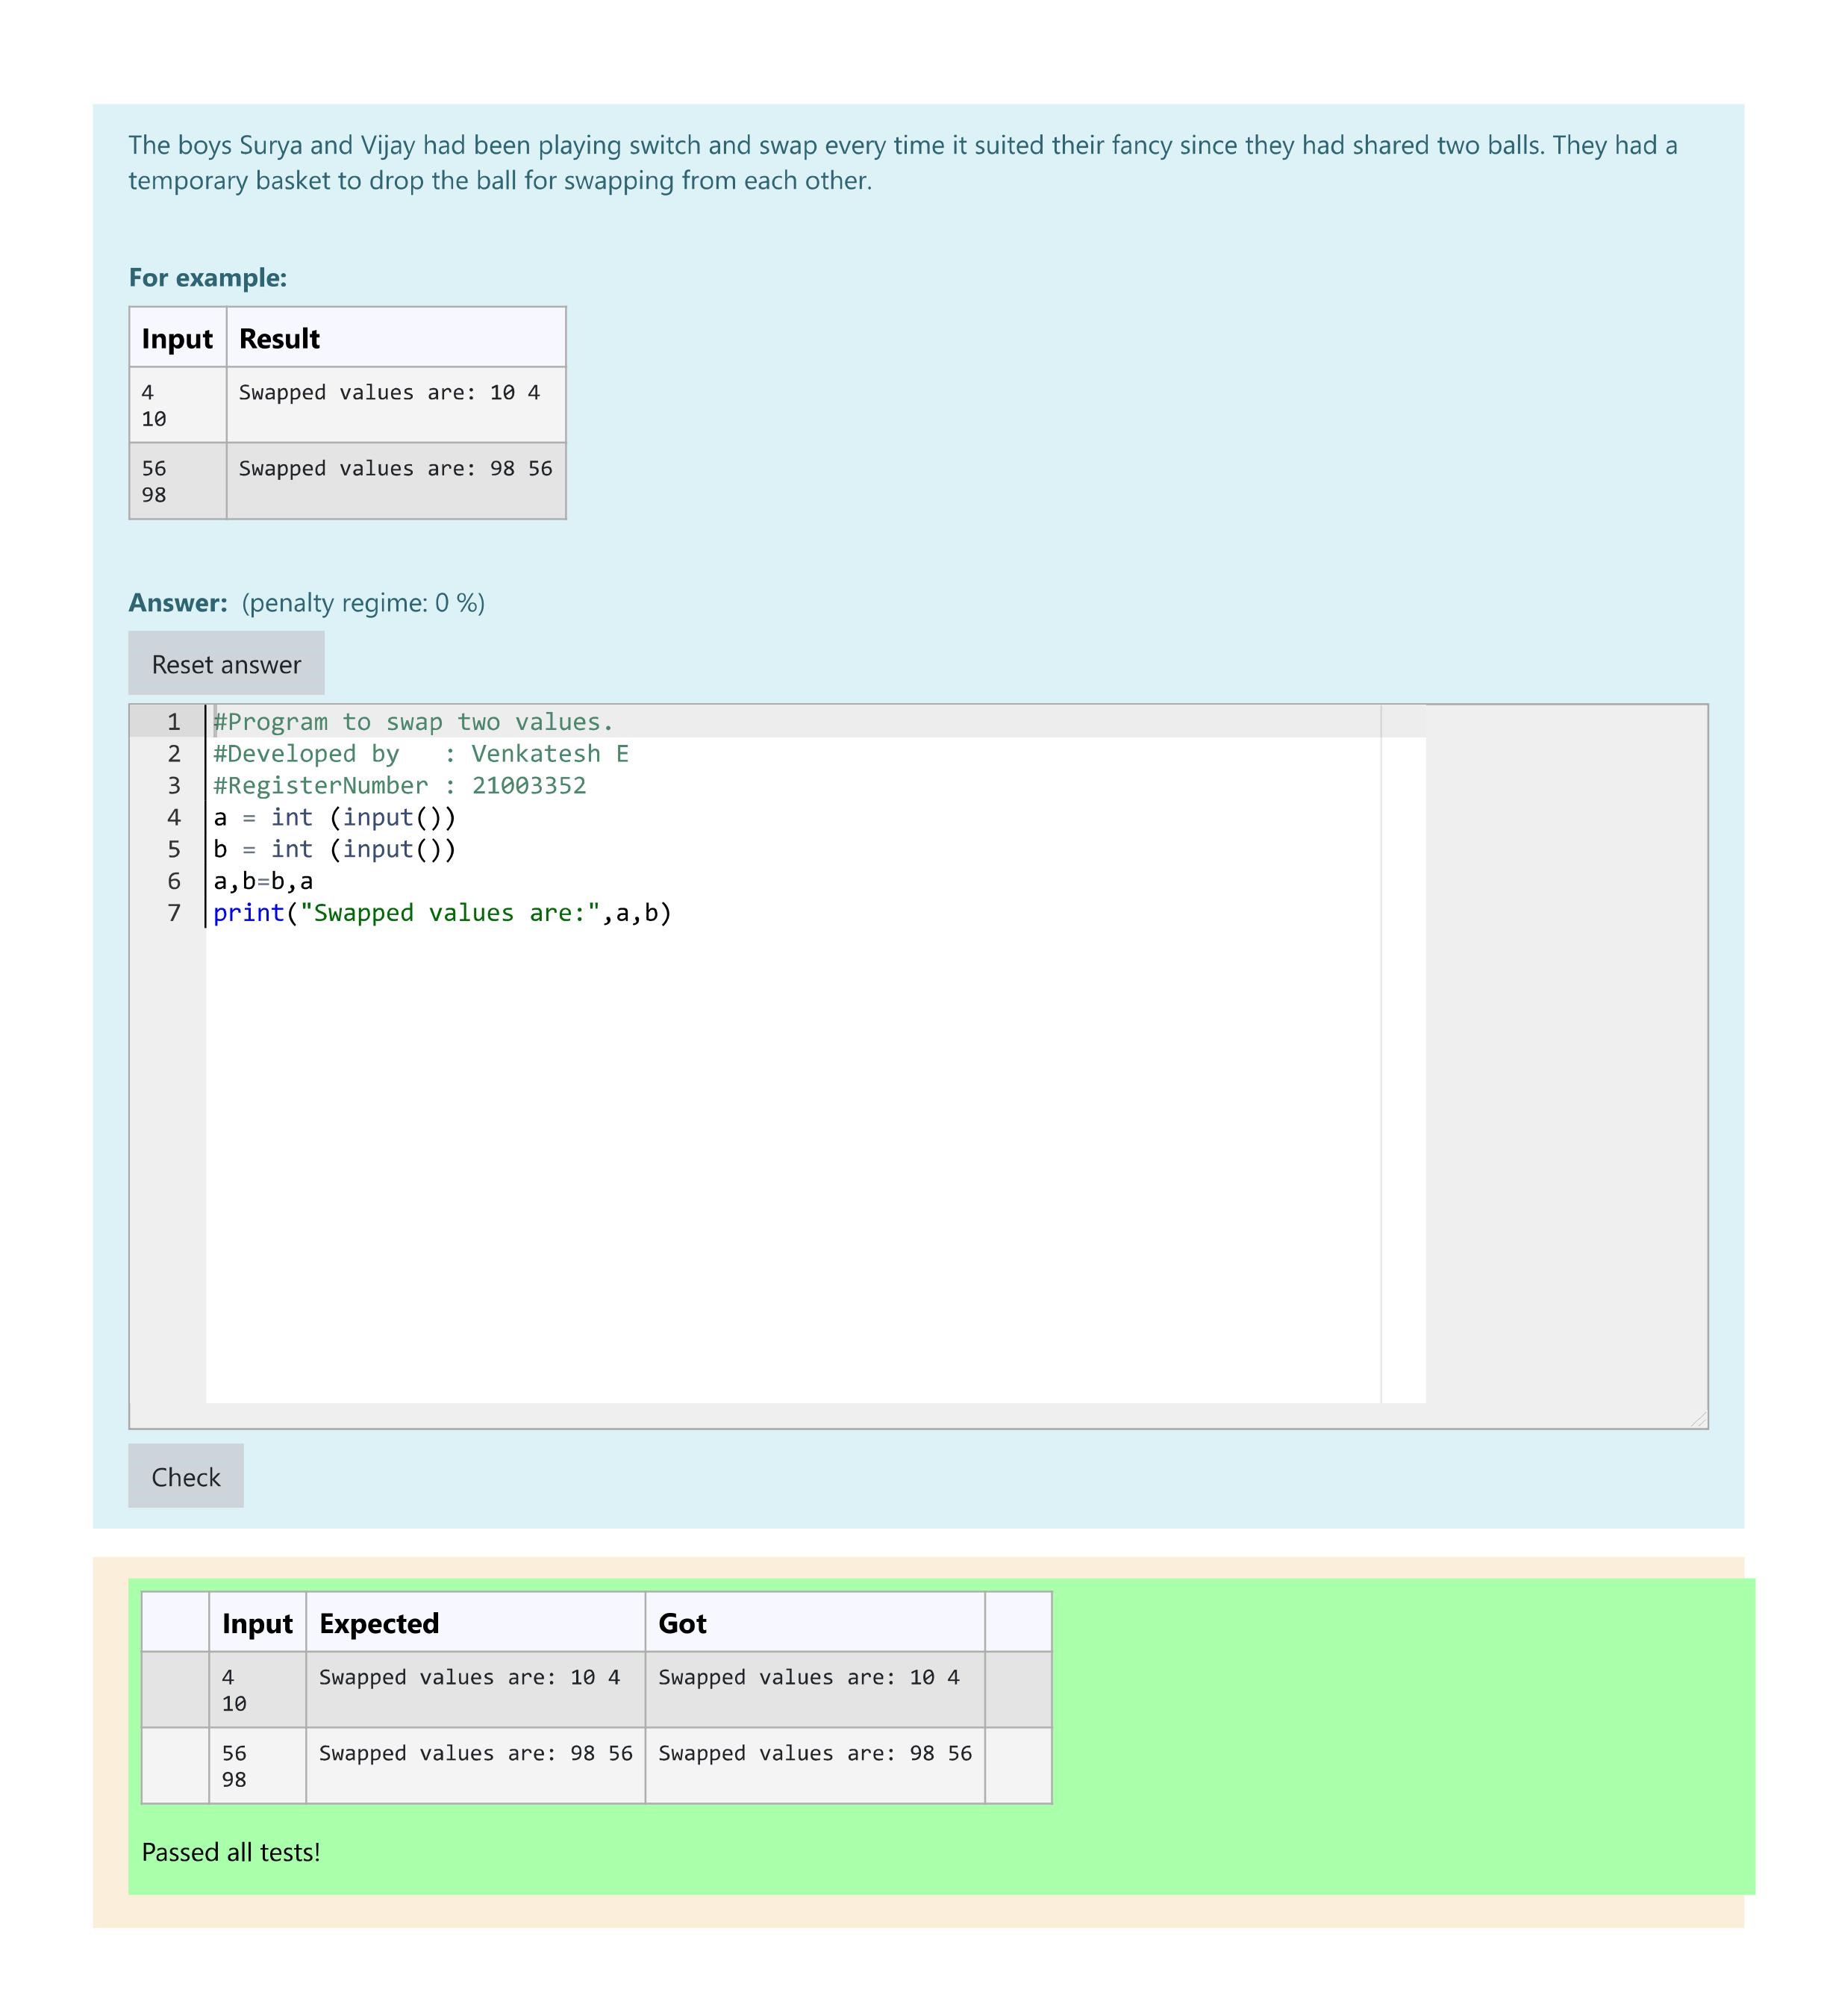 The boys Surya and Vijay had been playing switch and swap every time it suited their fancy since they had shared two balls. They had a
temporary basket to drop the ball for swapping from each other.
For example:
Input Result
4 Swapped values are: 10 4
10
56 Swapped values are: 98 56
98
Answer: (penalty regime: 0 %)
Reset answer
1 #Program to swap two values.
2 #Developed by   : Venkatesh E
3 #RegisterNumber : 21003352
4 a = int (input())
5 b = int (input())
6 a,b=b,a
7 print("Swapped values are:",a,b)
Check
Input Expected Got
4 Swapped values are: 10 4 Swapped values are: 10 4
10
56 Swapped values are: 98 56 Swapped values are: 98 56
98
Passed all tests!